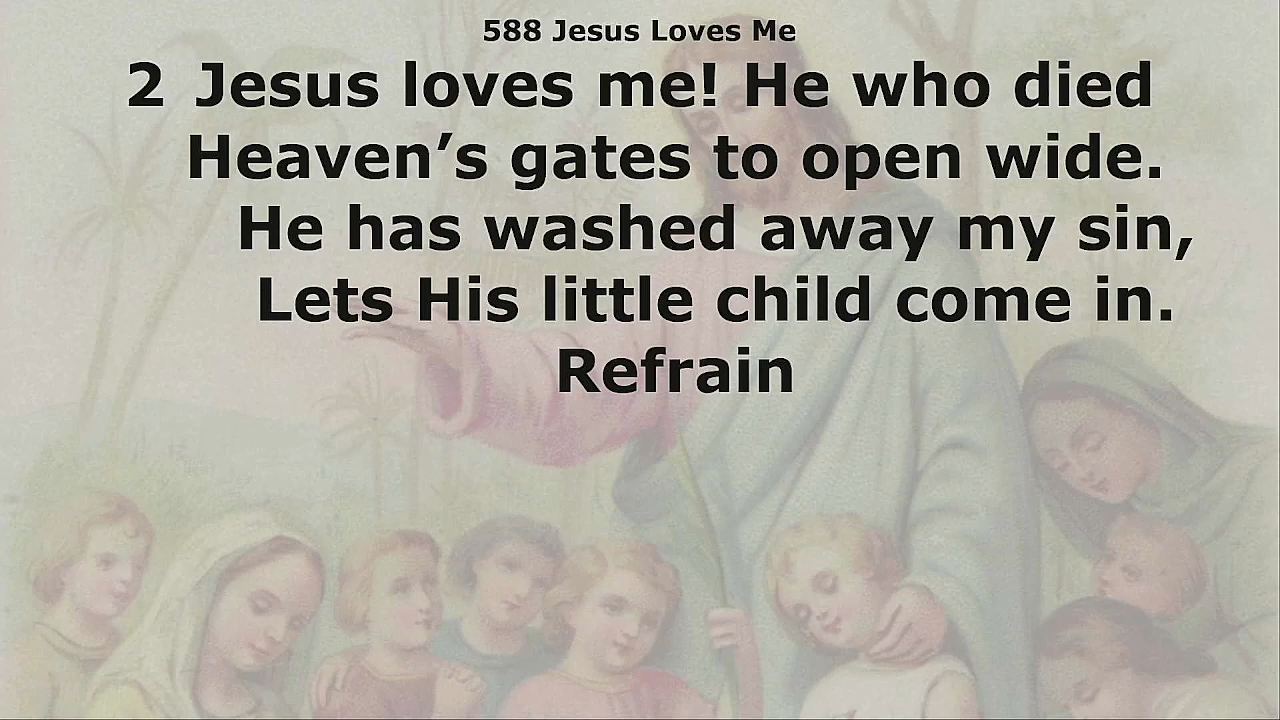 588 Jesus Loves Me
2 Jesus loves me! He who died
Heaven’s gates to open wide.
He has washed away my sin,
Lets His little child come in.
Refrain